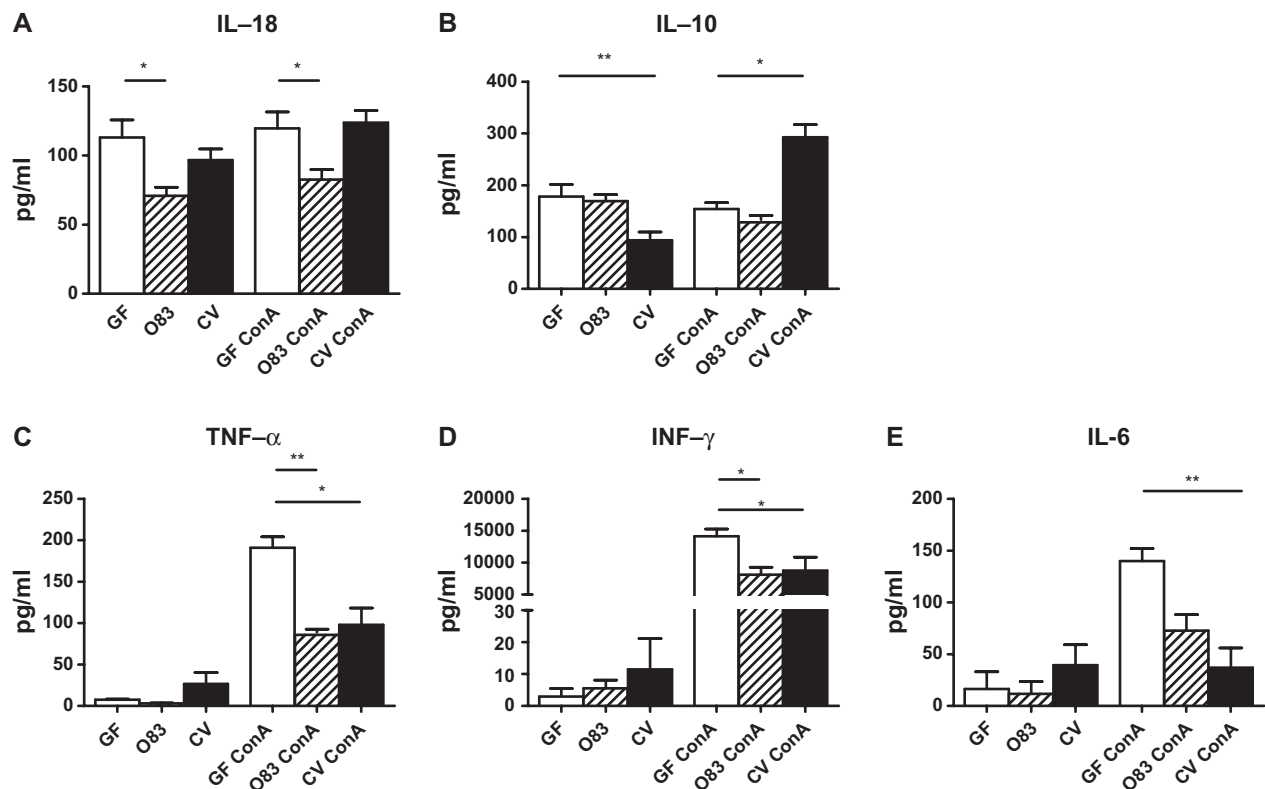 A IL–18
pg/ml
150
100
50
0
* *
GF O83 CV GF ConA O83 ConA CV ConA
B IL–10
pg/ml
400
300
200
100
0
** *
GF O83 CV GF ConA O83 ConA CV ConA
C TNF–α
pg/ml
250
200
150
100
50
0
**
*
GF O83 CV GF ConA O83 ConA CV ConA
D INF–γ
pg/ml
20000
15000
10000
5000
30
20
10
0
*
*
GF O83 CV GF ConA O83 ConA CV ConA
E IL-6
pg/ml
200
150
100
50
0
**
GF O83 CV GF ConA O83 ConA CV ConA